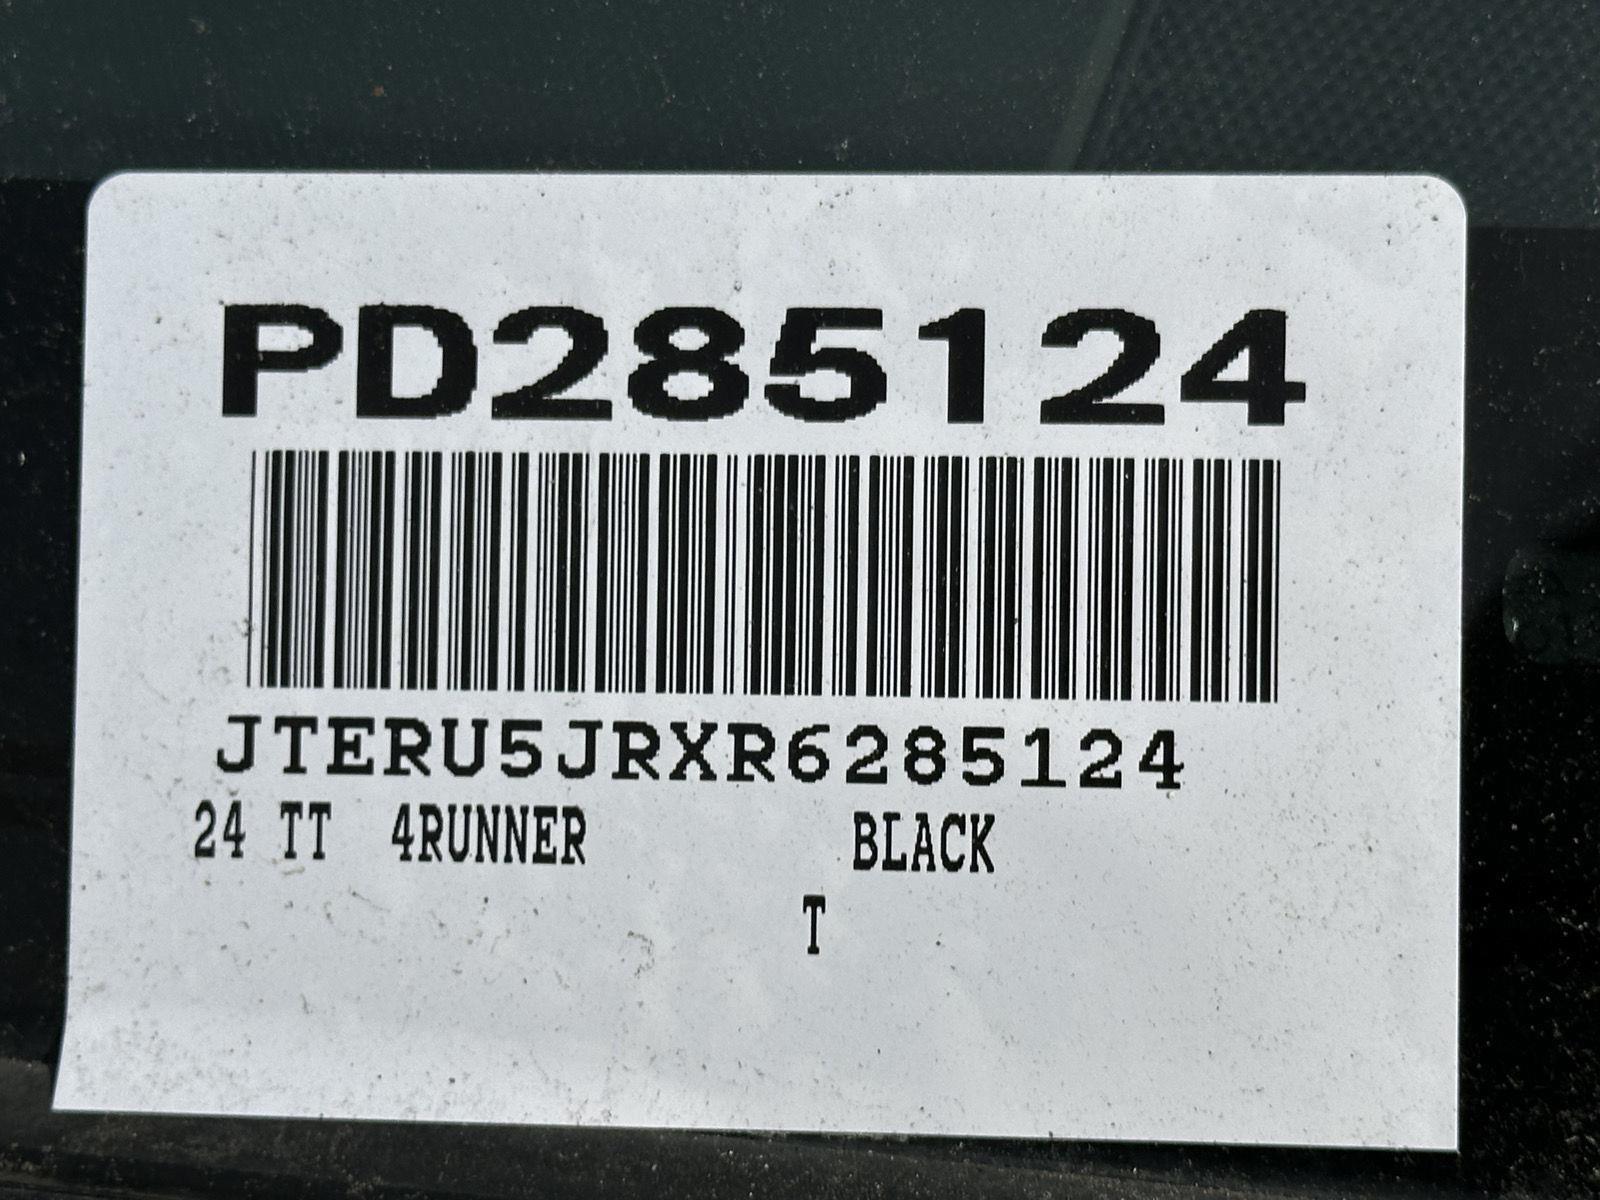 PD285124
JTERU5JRXR6285124
24 TT 4RUNNER BLACK
T